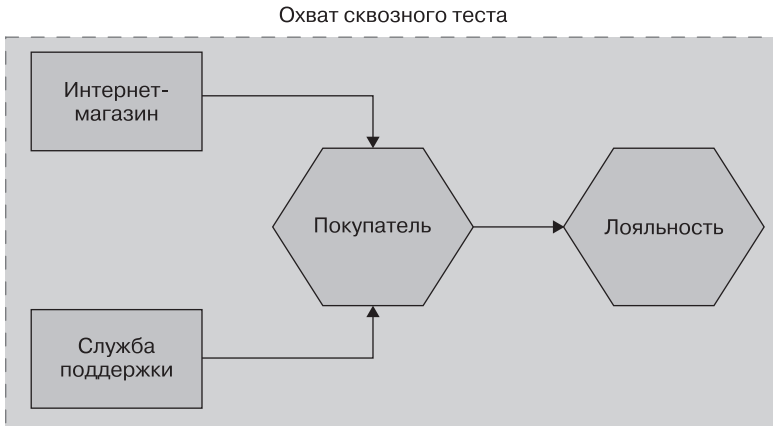 Охват сквозного теста
Интернет-
магазин
Покупатель
Лояльность
Служба
поддержки